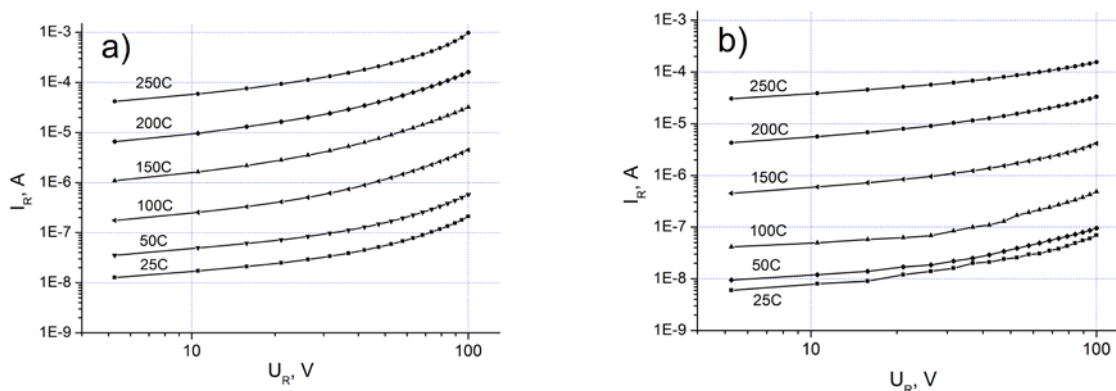 a)
1E-3
1E-4
1E-5
1E-6
1E-7
1E-8
1E-9
I_R, A
250C
200C
150C
100C
50C
25C
10
100
U_R, V
b)
1E-3
1E-4
1E-5
1E-6
1E-7
1E-8
1E-9
I_R, A
250C
200C
150C
100C
50C
25C
10
100
U_R, V